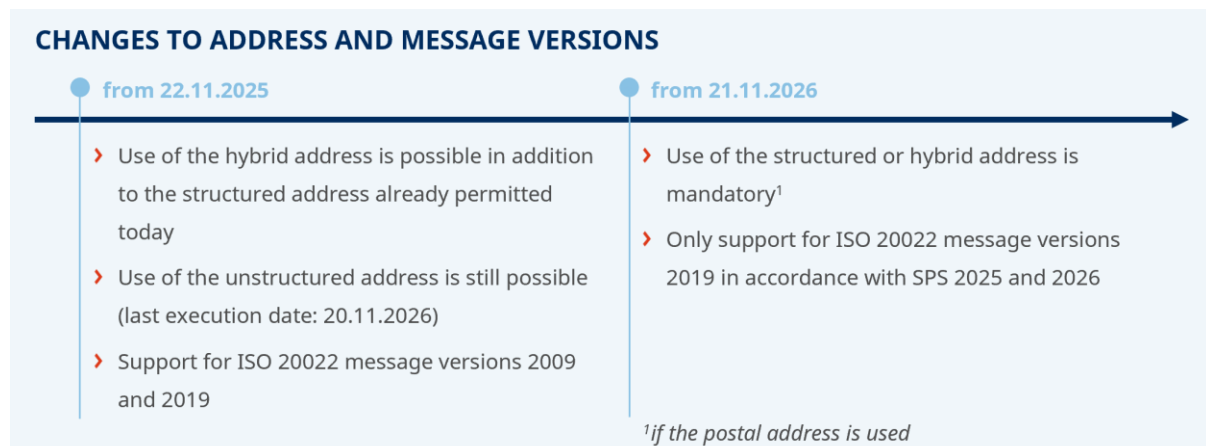 CHANGES TO ADDRESS AND MESSAGE VERSIONS
from 22.11.2025
› Use of the hybrid address is possible in addition
to the structured address already permitted
today
› Use of the unstructured address is still possible
(last execution date: 20.11.2026)
› Support for ISO 20022 message versions 2009
and 2019
from 21.11.2026
› Use of the structured or hybrid address is
mandatory¹
› Only support for ISO 20022 message versions
2019 in accordance with SPS 2025 and 2026
¹if the postal address is used